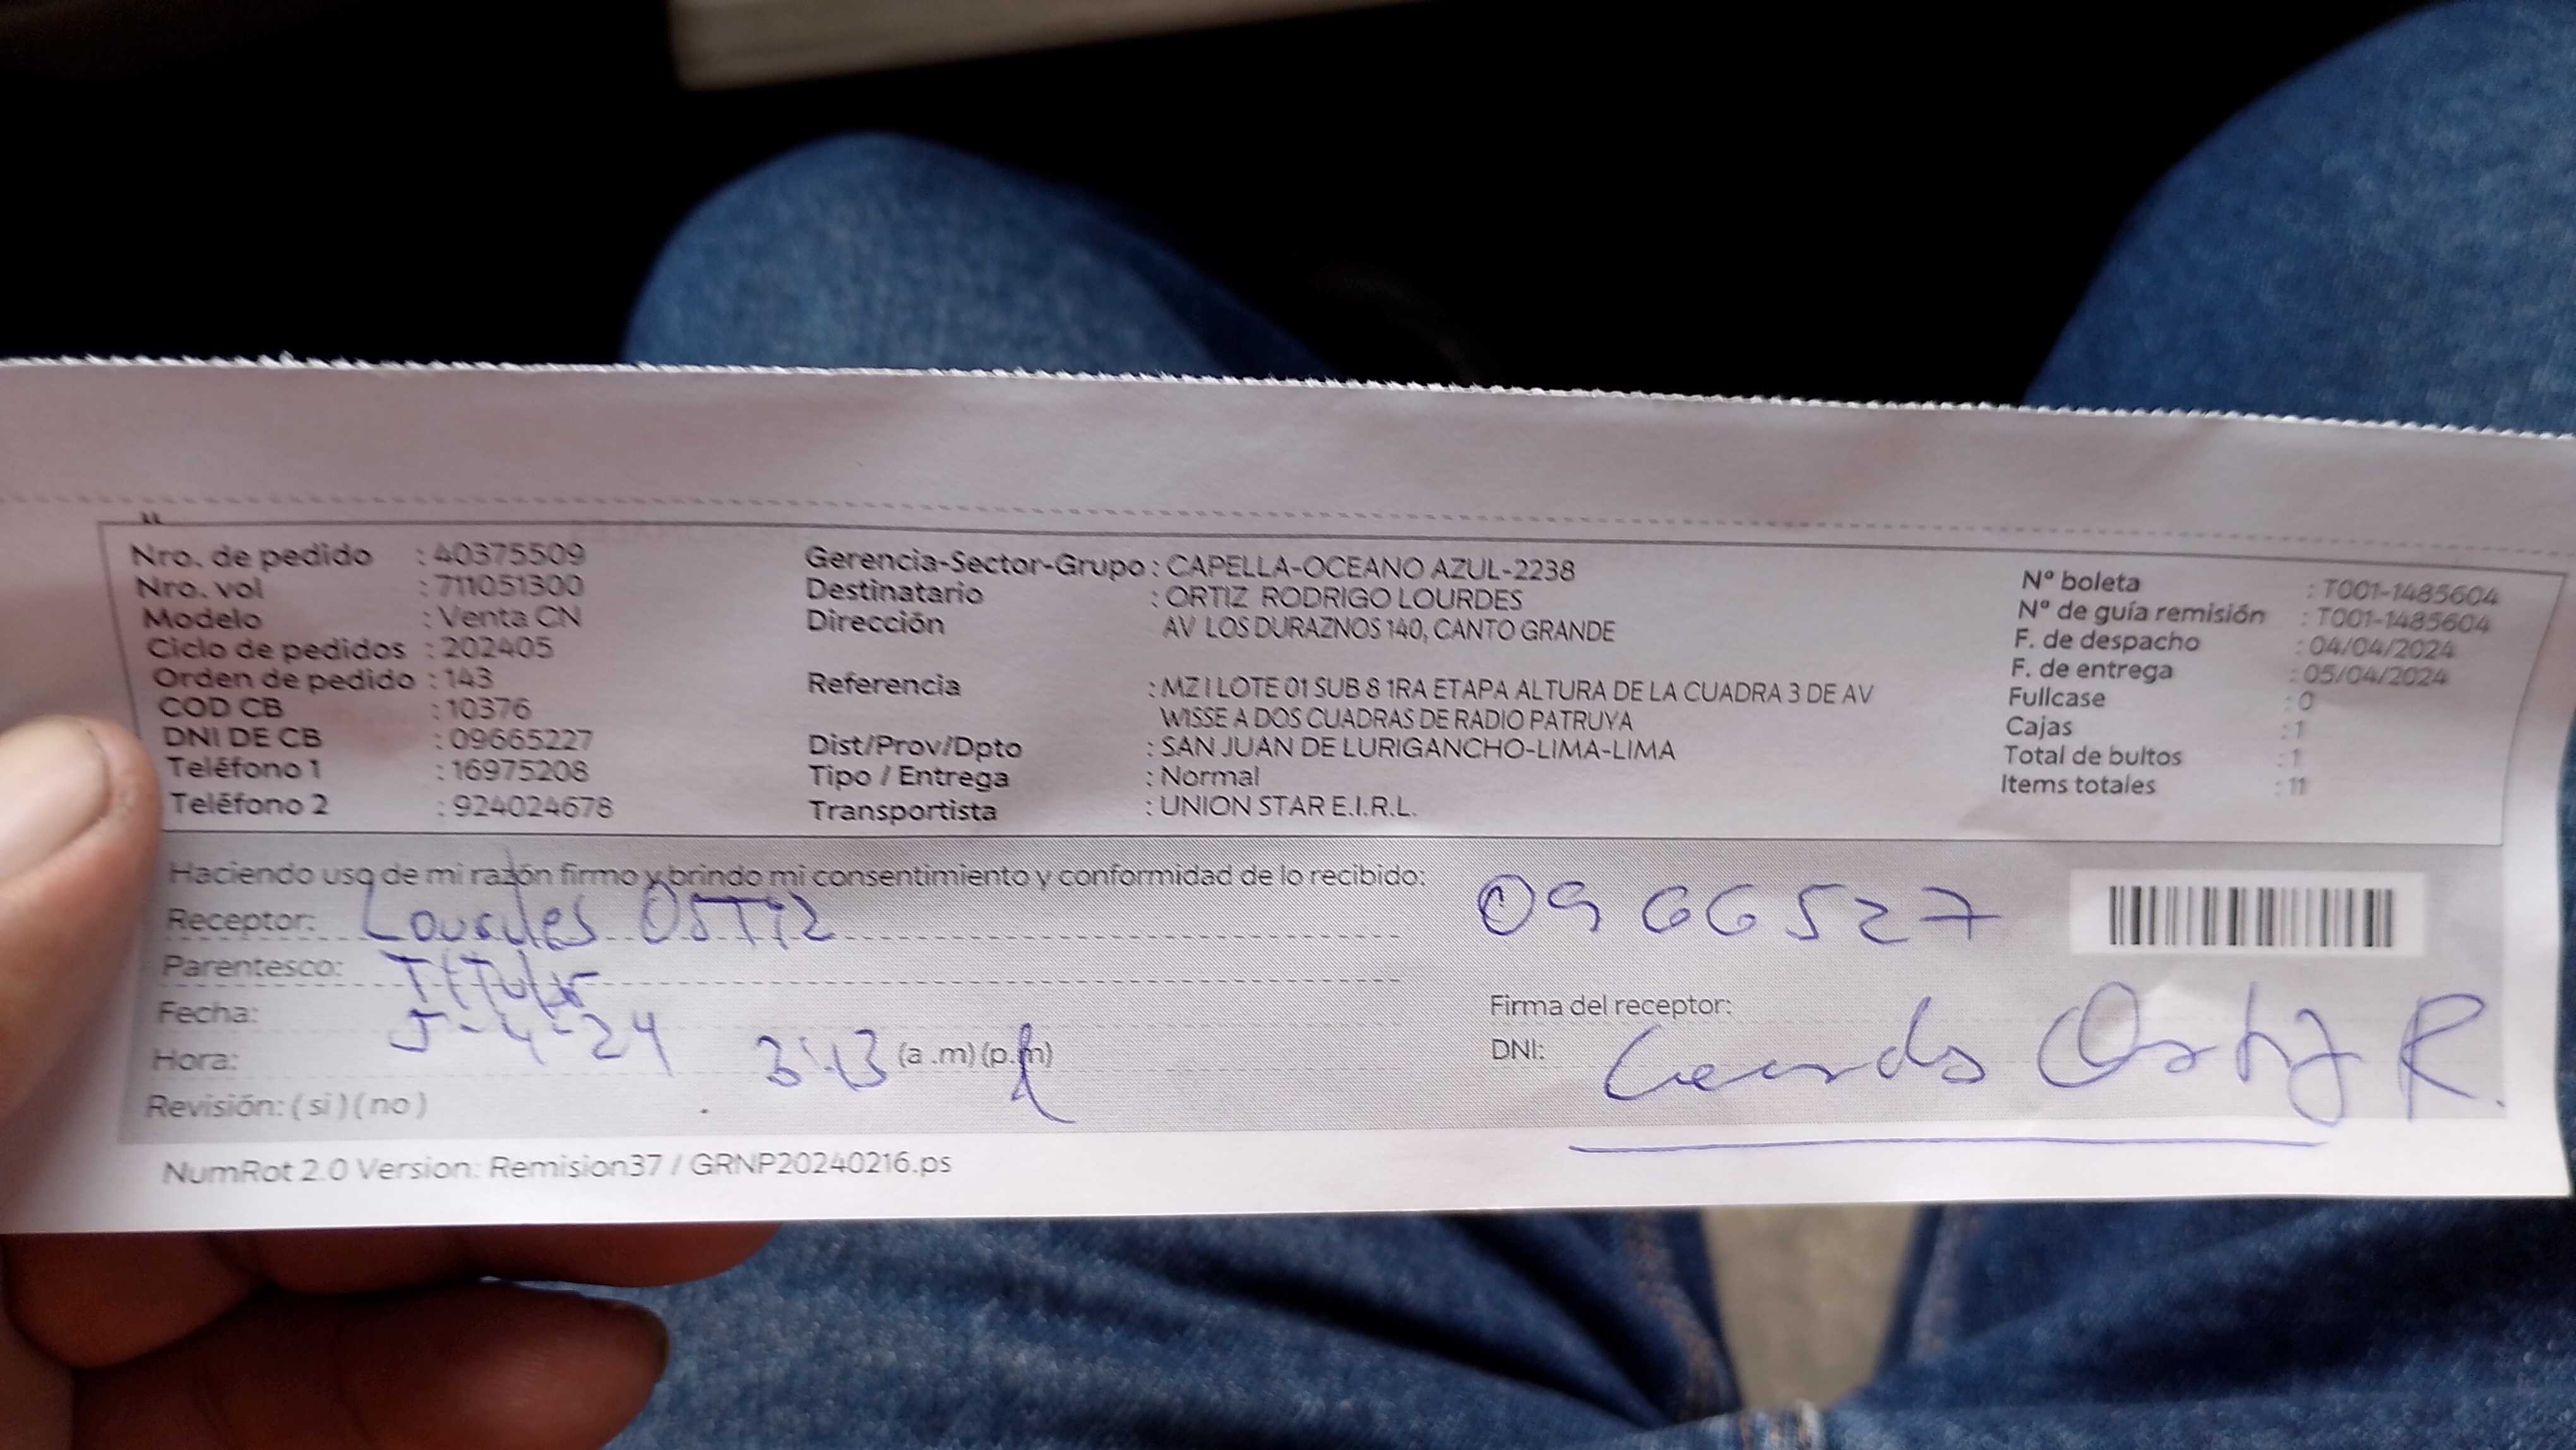 Nro. de pedido : 40375509
Nro. vol : 711051300
Modelo : Venta CN
Ciclo de pedidos : 202405
Orden de pedido : 143
COD CB : 10376
DNI DE CB : 09665227
Teléfono 1 : 16975208
Teléfono 2 : 924024678
Gerencia-Sector-Grupo : CAPELLA-OCEANO AZUL-2238
Destinatario : ORTIZ RODRIGO LOURDES
Dirección AV LOS DURAZNOS 140, CANTO GRANDE
Referencia : MZ I LOTE 01 SUB 8 1RA ETAPA ALTURA DE LA CUADRA 3 DE AV
WISSE A DOS CUADRAS DE RADIO PATRUYA
Dist/Prov/Dpto : SAN JUAN DE LURIGANCHO-LIMA-LIMA
Tipo / Entrega : Normal
Transportista : UNION STAR E.I.R.L.
Nº boleta : T001-1485604
Nº de guía remisión : T001-1485604
F. de despacho : 04/04/2024
F. de entrega : 05/04/2024
Fullcase : 0
Cajas : 1
Total de bultos : 1
Items totales : 11
Haciendo uso de mi razón firmo y brindo mi consentimiento y conformidad de lo recibido:
Receptor: Lourdes OSTiz
Parentesco: TiTular
Fecha: 5-4-24
Hora: 3:13 (a .m) (p.m)
Revisión: ( si ) ( no )
0966527
Firma del receptor:
DNI: Ortiz R.
NumRot 2.0 Version: Remision37 / GRNP20240216.ps